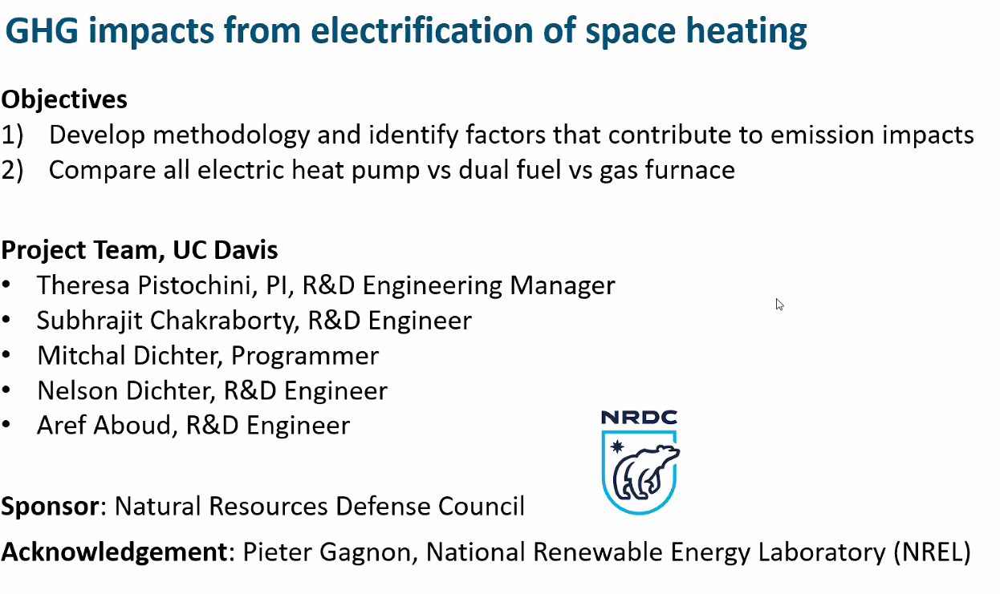 GHG impacts from electrification of space heating
Objectives
1) Develop methodology and identify factors that contribute to emission impacts
2) Compare all electric heat pump vs dual fuel vs gas furnace
Project Team, UC Davis
• Theresa Pistochini, PI, R&D Engineering Manager
• Subhrajit Chakraborty, R&D Engineer
• Mitchal Dichter, Programmer
• Nelson Dichter, R&D Engineer
• Aref Aboud, R&D Engineer
NRDC
Sponsor: Natural Resources Defense Council
Acknowledgement: Pieter Gagnon, National Renewable Energy Laboratory (NREL)